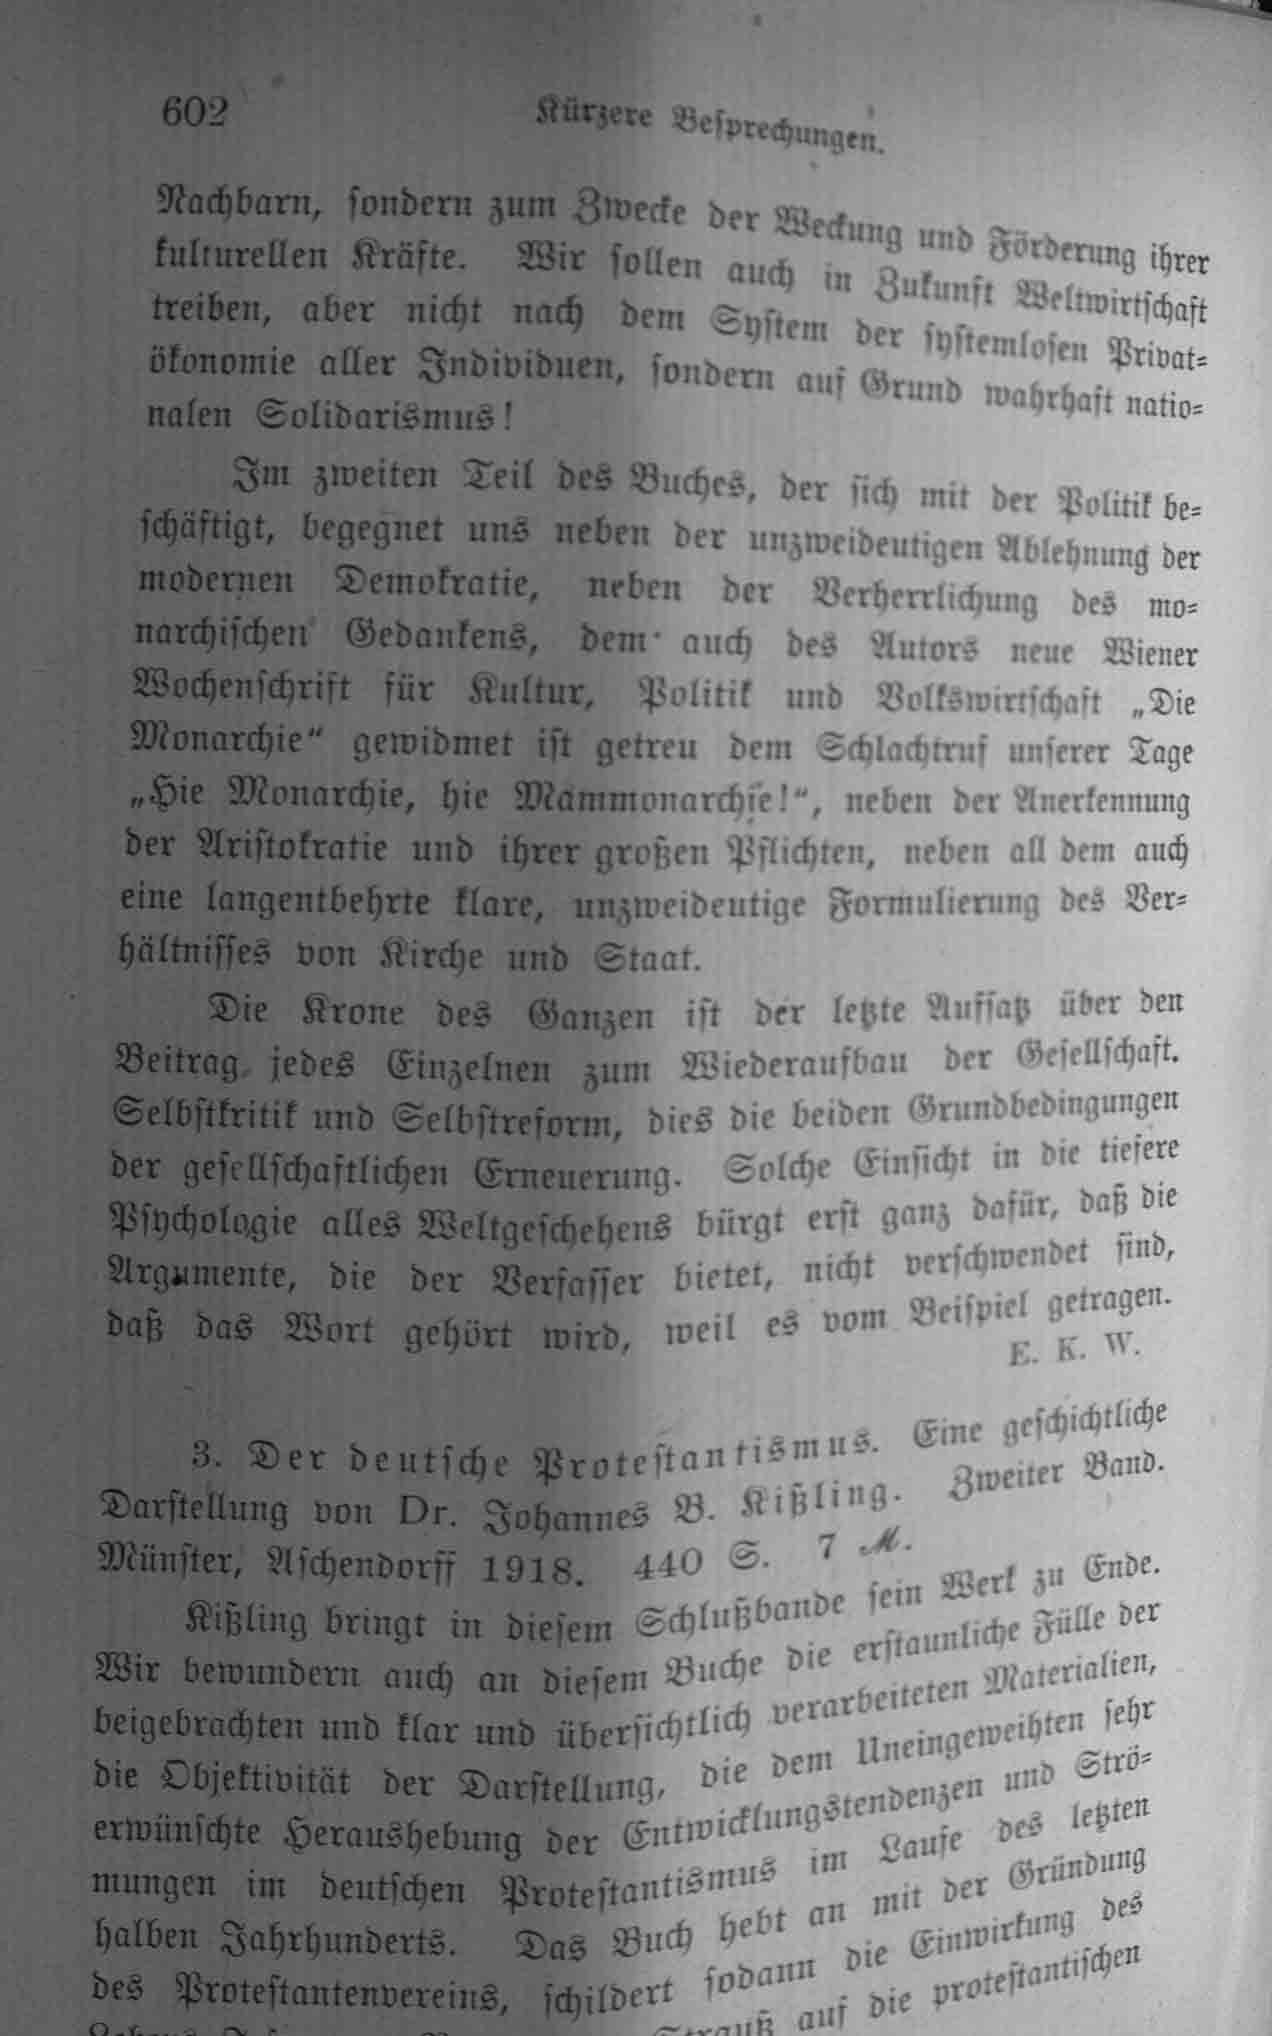 602 Kürzere Besprechungen.
Nachbarn, sondern zum Zwecke der Weckung und Förderung ihrer
kulturellen Kräfte. Wir sollen auch in Zukunft Weltwirtschaft
treiben, aber nicht nach dem System der systemlosen Privat-
ökonomie aller Individuen, sondern auf Grund wahrhaft natio-
nalen Solidarismus!
Im zweiten Teil des Buches, der sich mit der Politik be-
schäftigt, begegnet uns neben der unzweideutigen Ablehnung der
modernen Demokratie, neben der Verherrlichung des mo-
narchischen Gedankens, dem auch des Autors neue Wiener
Wochenschrift für Kultur, Politik und Volkswirtschaft „Die
Monarchie“ gewidmet ist getreu dem Schlachtruf unserer Tage
„Hie Monarchie, hie Mammonarchie!“, neben der Anerkennung
der Aristokratie und ihrer großen Pflichten, neben all dem auch
eine langentbehrte klare, unzweideutige Formulierung des Ver-
hältnisses von Kirche und Staat.
Die Krone des Ganzen ist der letzte Aufsatz über den
Beitrag jedes Einzelnen zum Wiederaufbau der Gesellschaft.
Selbstkritik und Selbstreform, dies die beiden Grundbedingungen
der gesellschaftlichen Erneuerung. Solche Einsicht in die tiefere
Psychologie alles Weltgeschehens bürgt erst ganz dafür, daß die
Argumente, die der Verfasser bietet, nicht verschwendet sind,
daß das Wort gehört wird, weil es vom Beispiel getragen.
E. K. W.
3. Der deutsche Protestantismus. Eine geschichtliche
Darstellung von Dr. Johannes B. Kißling. Zweiter Band.
Münster, Aschendorff 1918. 440 S. 7 ℳ.
Kißling bringt in diesem Schlußbande sein Werk zu Ende.
Wir bewundern auch an diesem Buche die erstaunliche Fülle der
beigebrachten und klar und übersichtlich verarbeiteten Materialien,
die Objektivität der Darstellung, die dem Uneingeweihten sehr
erwünschte Heraushebung der Entwicklungstendenzen und Strö-
mungen im deutschen Protestantismus im Laufe des letzten
halben Jahrhunderts. Das Buch hebt an mit der Gründung
des Protestantenvereins, schildert sodann die Einwirkung des
Strauß auf die protestantischen